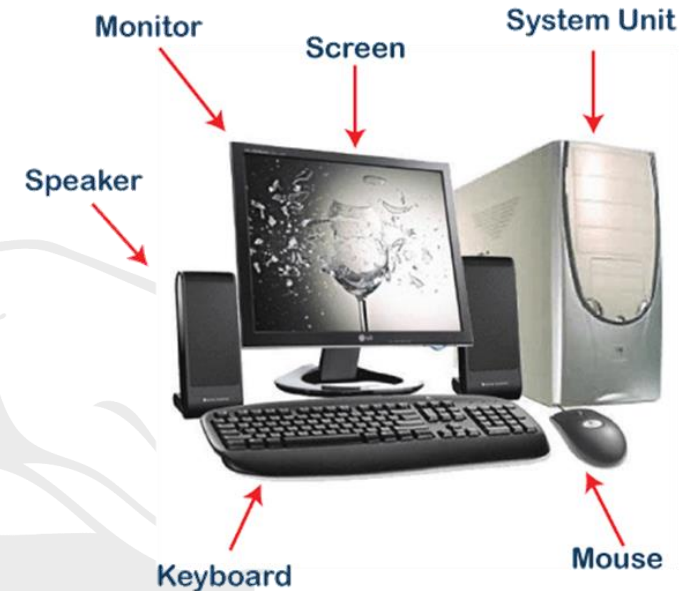 Monitor
Screen
System Unit
Speaker
Keyboard
Mouse